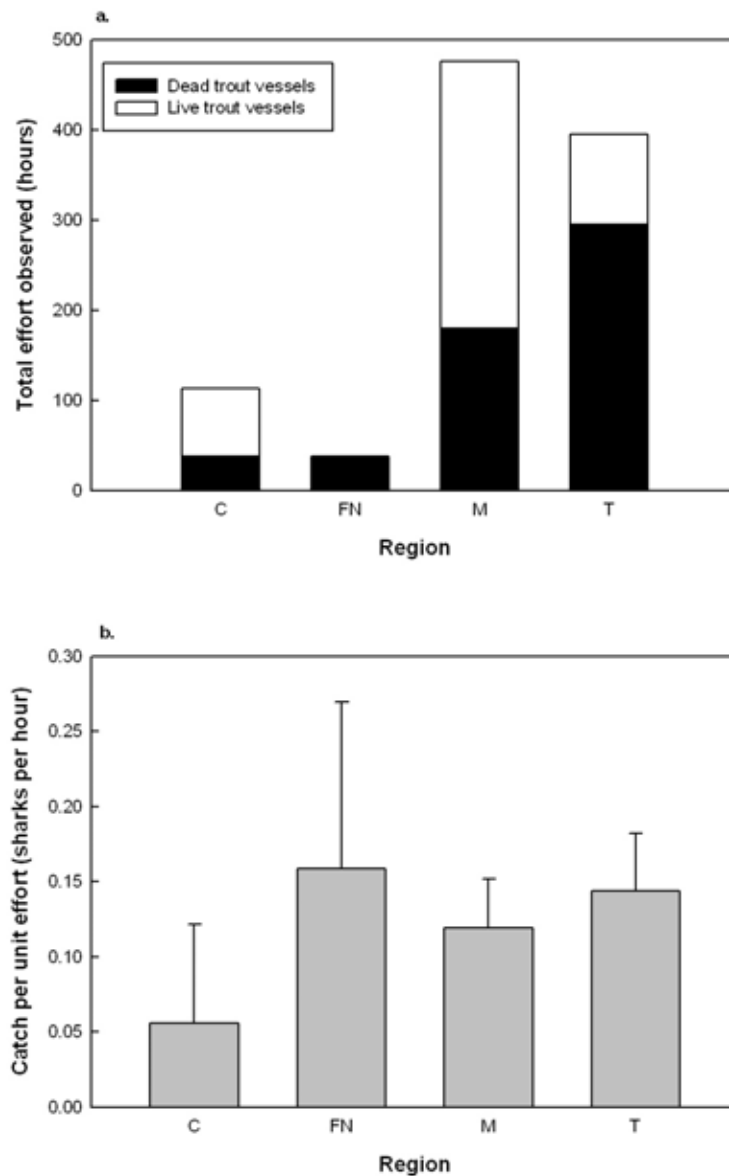 a.
500
400
300
200
100
0
Total effort observed (hours)
Dead trout vessels
Live trout vessels
C FN M T
Region
b.
0.30
0.25
0.20
0.15
0.10
0.05
0.00
Catch per unit effort (sharks per hour)
C FN M T
Region